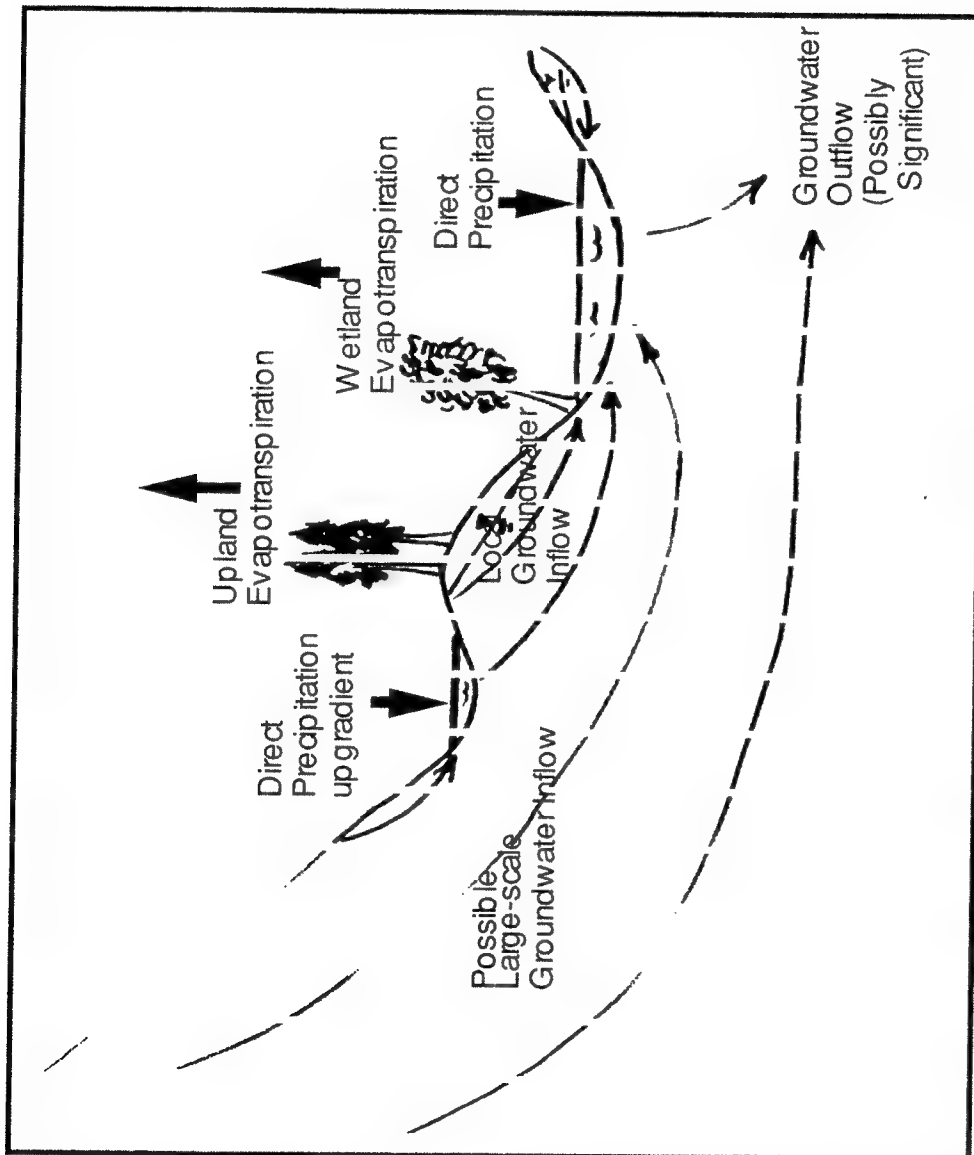 Direct
Precipitation
upgradient
Upland
Evapotranspiration
Wetland
Evapotranspiration
Direct
Precipitation
Local
Groundwater
Inflow
Possible
Large-scale
Groundwater Inflow
Groundwater
Outflow
(Possibly
Significant)